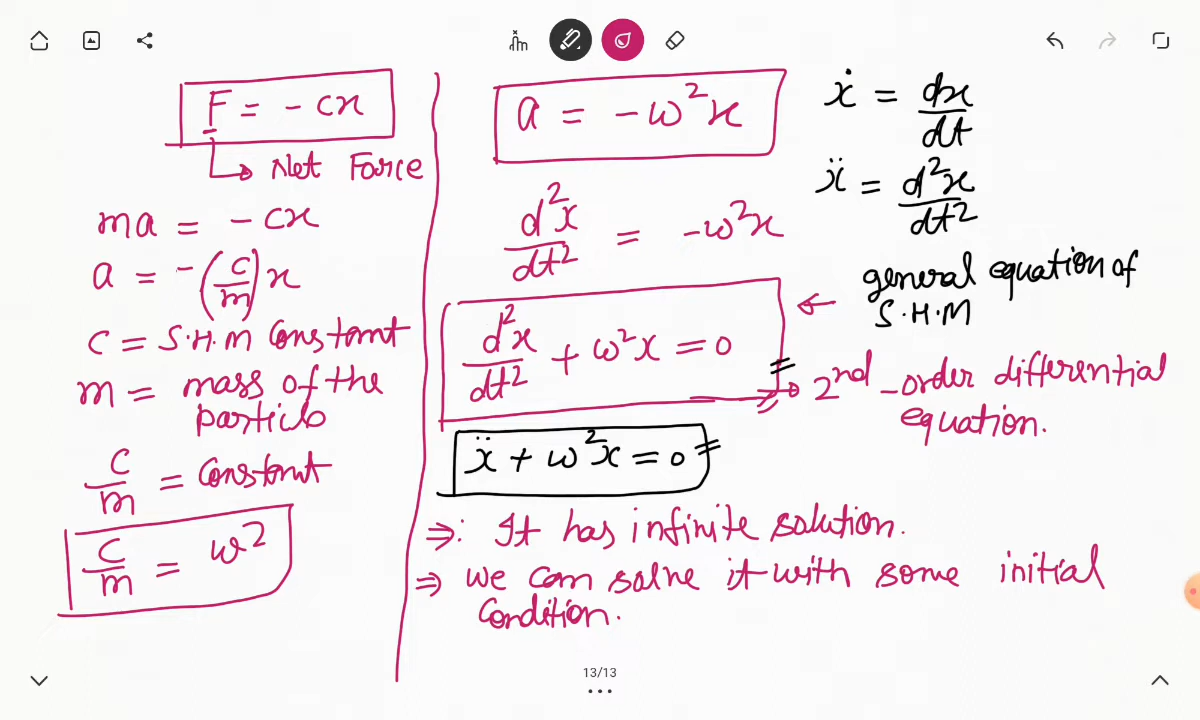 F = - cx
Net Force
ma = - cx
a = -(c/m)x
c = S.H.M Constant
m = mass of the
particle
c/m = Constant
c/m = ω²
a = -ω²x
d²x/dt² = -ω²x
d²x/dt² + ω²x = 0
ẍ + ω²x = 0
ẋ = dx/dt
ẍ = d²x/dt²
general equation of
S.H.M
2nd-order differential
equation.
⇒: It has infinite solution.
⇒ we can solve it with some initial
condition.
13/13